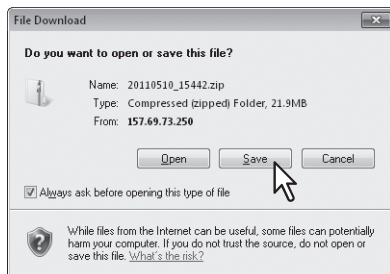 File Download
Do you want to open or save this file?
Name: 20110510_15442.zip
Type: Compressed (zipped) Folder, 21.9MB
From: 157.69.73.250
Open Save Cancel
Always ask before opening this type of file
While files from the Internet can be useful, some files can potentially
harm your computer. If you do not trust the source, do not open or
save this file. What's the risk?